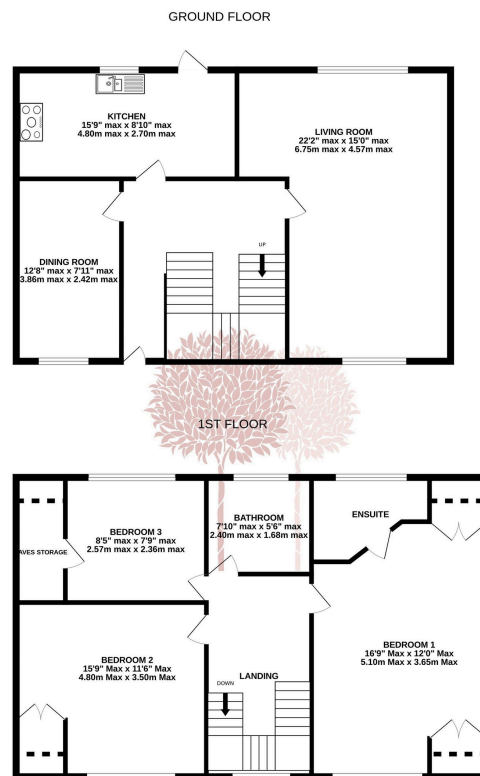 GROUND FLOOR
KITCHEN
15'9" max x 8'10" max
4.80m max x 2.70m max
LIVING ROOM
22'2" max x 15'0" max
6.75m max x 4.57m max
DINING ROOM
12'8" max x 7'11" max
3.86m max x 2.42m max
UP
1ST FLOOR
BEDROOM 3
8'5" max x 7'9" max
2.57m max x 2.36m max
BATHROOM
7'10" max x 5'6" max
2.40m max x 1.68m max
ENSUITE
AVES STORAGE
BEDROOM 2
15'9" Max x 11'6" Max
4.80m Max x 3.50m Max
BEDROOM 1
16'9" Max x 12'0" Max
5.10m Max x 3.65m Max
LANDING
DOWN